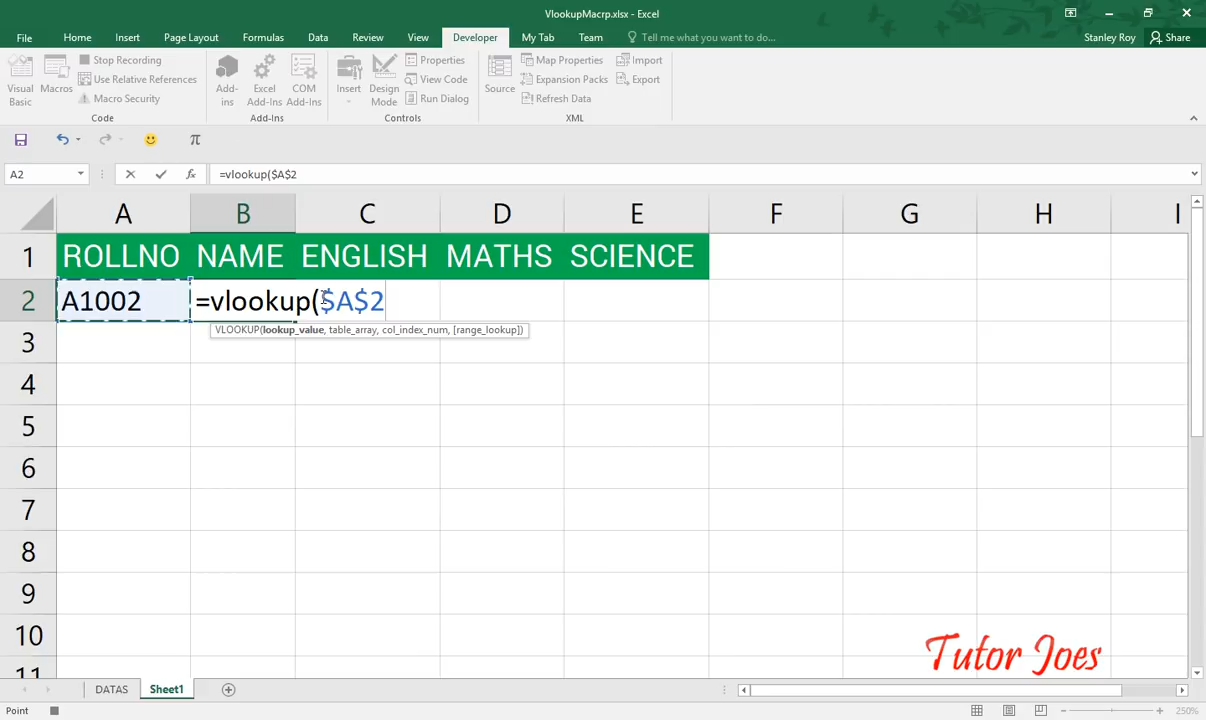 VlookupMacrp.xlsx - Excel
File Home Insert Page Layout Formulas Data Review View Developer My Tab Team Tell me what you want to do... Stanley Roy Share
Visual Basic
Macros
Stop Recording
Use Relative References
Macro Security
Code
Add-ins
Excel Add-Ins
COM Add-Ins
Add-Ins
Insert
Design Mode
Properties
View Code
Run Dialog
Controls
Source
Map Properties
Expansion Packs
Refresh Data
Import
Export
XML
π
A2 fx =vlookup($A$2
A B C D E F G H I
1 ROLLNO NAME ENGLISH MATHS SCIENCE
2 A1002 =vlookup($A$2
VLOOKUP(lookup_value, table_array, col_index_num, [range_lookup])
3
4
5
6
7
8
9
10
11
Tutor Joes
DATAS Sheet1
Point 250%